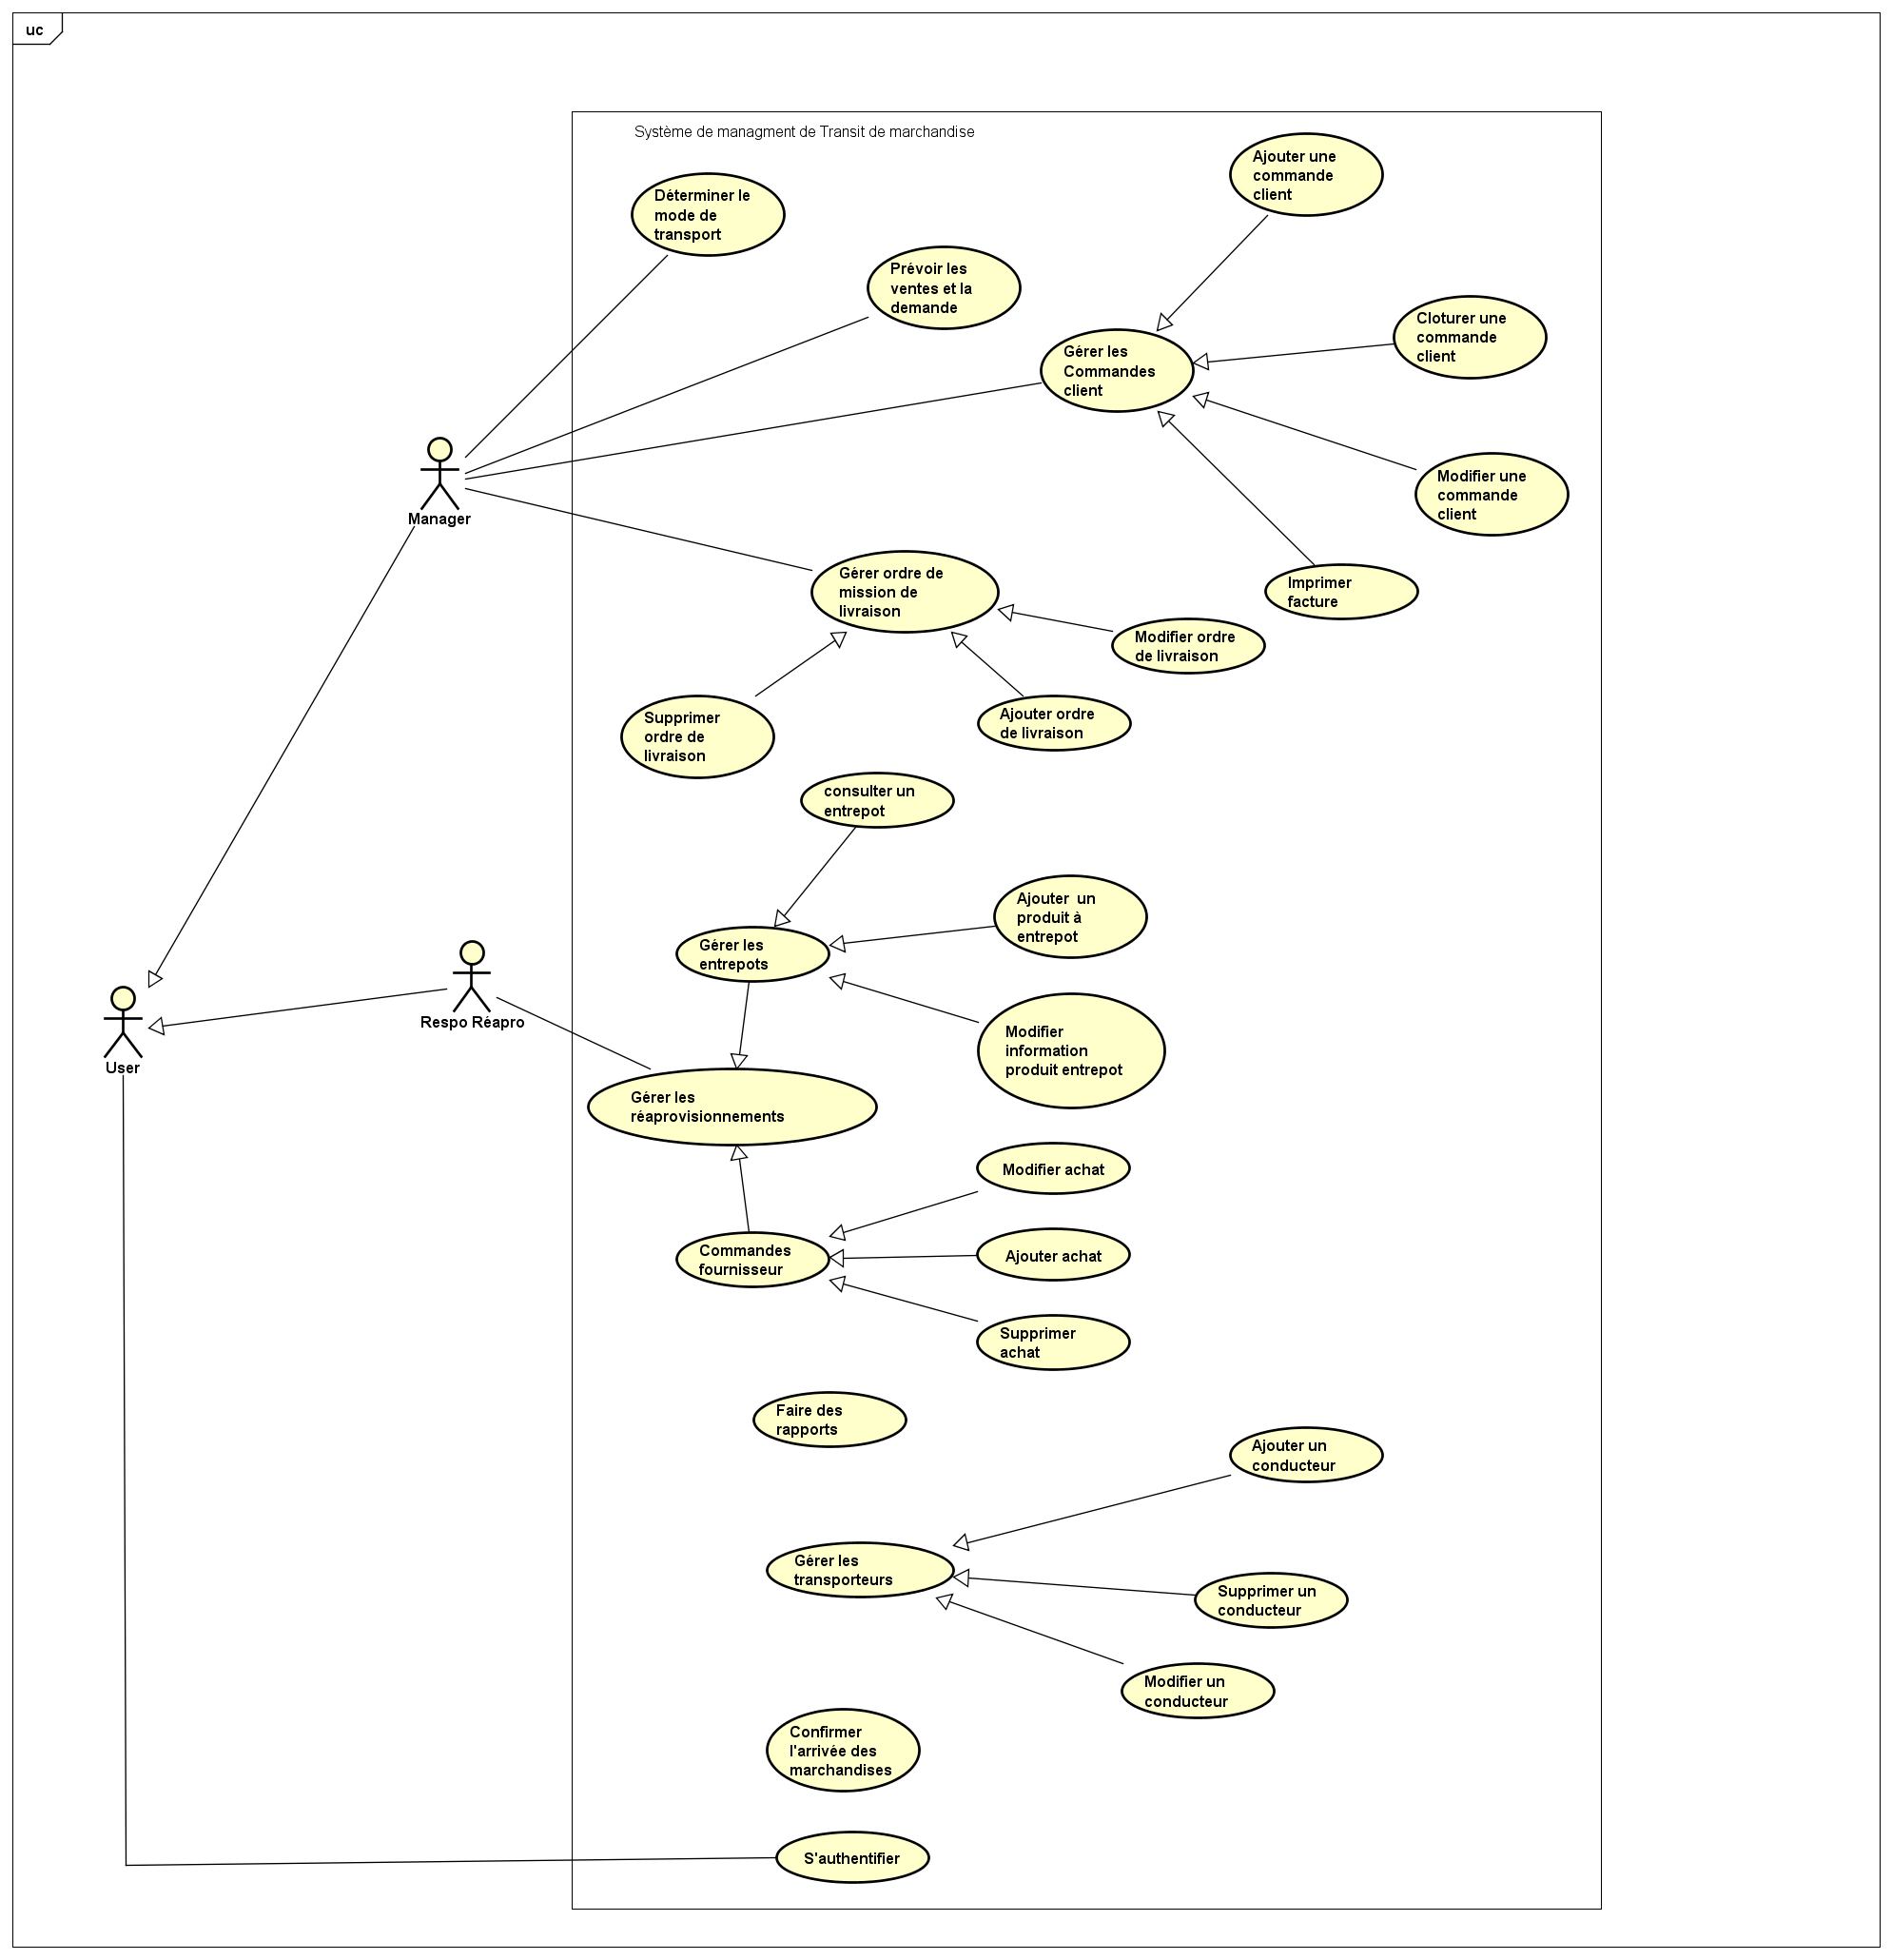 uc
Système de managment de Transit de marchandise
Ajouter une
commande
client
Déterminer le
mode de
transport
Prévoir les
ventes et la
demande
Cloturer une
commande
client
Gérer les
Commandes
client
Modifier une
commande
client
Manager
Gérer ordre de
mission de
livraison
Imprimer
facture
Modifier ordre
de livraison
Supprimer
ordre de
livraison
Ajouter ordre
de livraison
consulter un
entrepot
Ajouter  un
produit à
entrepot
Gérer les
entrepots
Respo Réapro
Modifier
information
produit entrepot
User
Gérer les
réaprovisionnements
Modifier achat
Commandes
fournisseur
Ajouter achat
Supprimer
achat
Faire des
rapports
Ajouter un
conducteur
Gérer les
transporteurs
Supprimer un
conducteur
Modifier un
conducteur
Confirmer
l'arrivée des
marchandises
S'authentifier